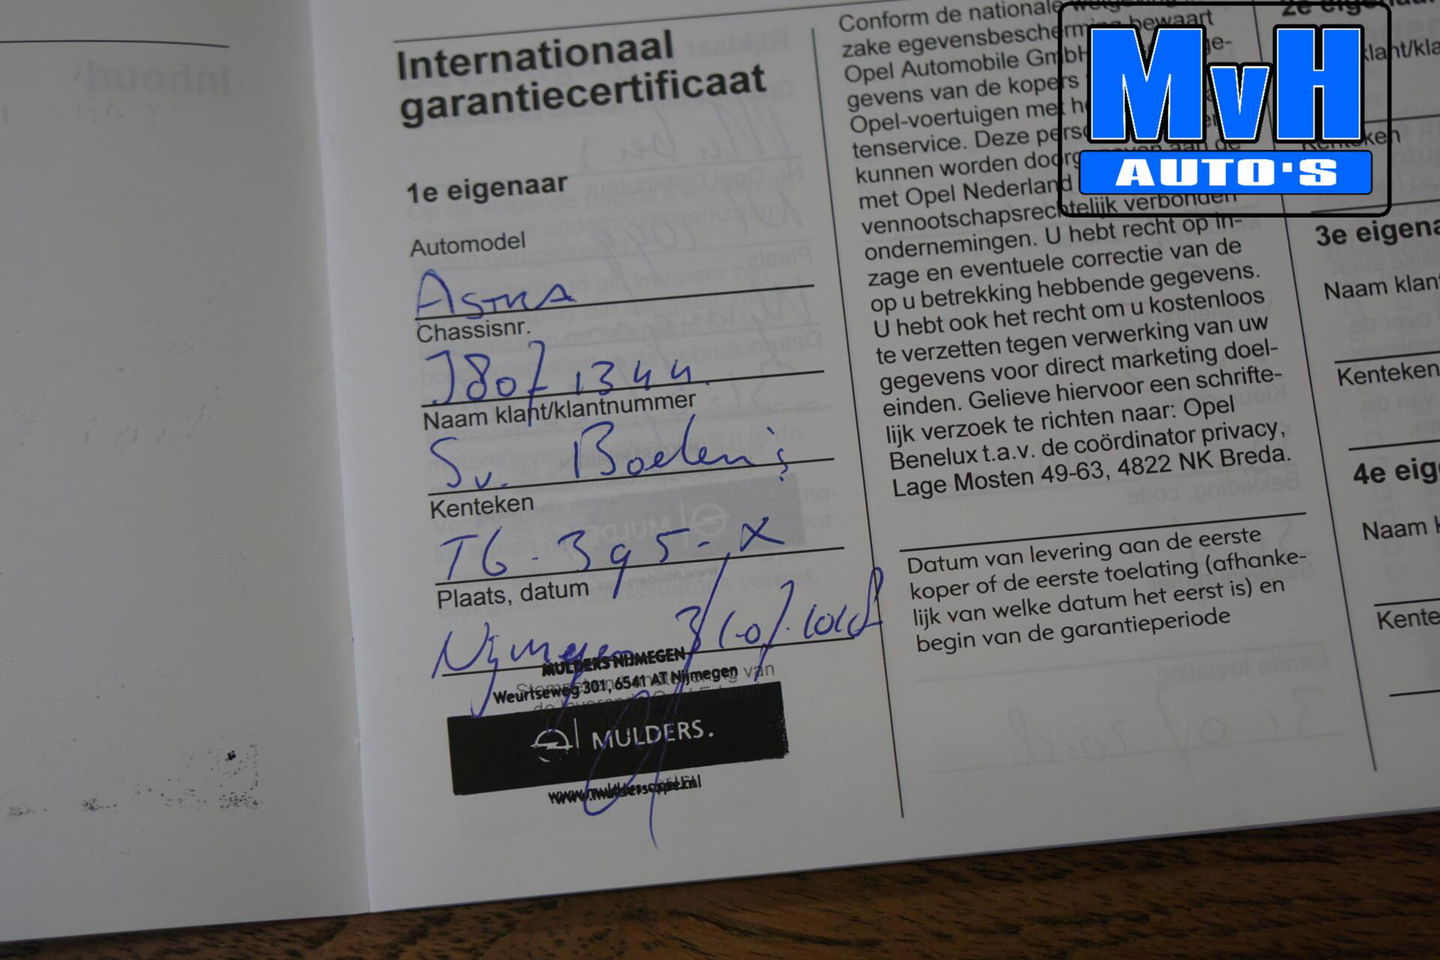 Internationaal
garantiecertificaat
1e eigenaar
Automodel
Astra
Chassisnr.
J8071344.
Naam klant/klantnummer
Kenteken
TG-395-X
Plaats, datum
Nijmegen 31-07-2018
MULDERS NIJMEGEN
Weurtseweg 301, 6541 AT Nijmegen
MULDERS.
Conform de nationale
zake egevensbescherming bewaart
Opel Automobile GmbH
gevens van de kopers
Opel-voertuigen met
tenservice. Deze
kunnen worden aan de
met Opel Nederland
vennootschapsrechtelijk verbonden
ondernemingen. U hebt recht op in-
zage en eventuele correctie van de
op u betrekking hebbende gegevens.
U hebt ook het recht om u kostenloos
te verzetten tegen verwerking van uw
gegevens voor direct marketing doel-
einden. Gelieve hiervoor een schrifte-
lijk verzoek te richten naar: Opel
Benelux t.a.v. de coördinator privacy,
Lage Mosten 49-63, 4822 NK Breda.
Datum van levering aan de eerste
koper of de eerste toelating (afhanke-
lijk van welke datum het eerst is) en
begin van de garantieperiode
MvH
AUTO'S
3e eigena
Naam klan
Kenteken
4e eig
Naam k
Kente